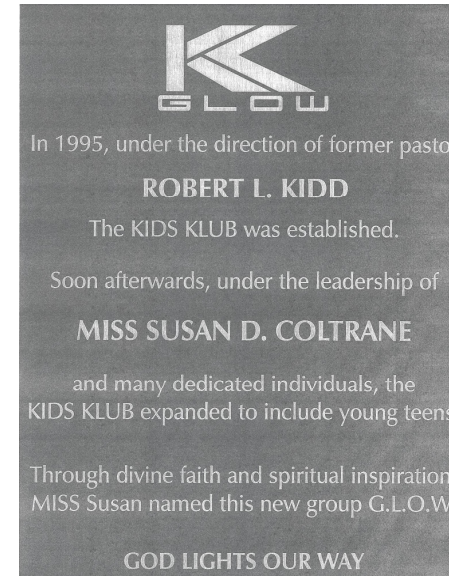 K
GLOW
In 1995, under the direction of former pasto
ROBERT L. KIDD
The KIDS KLUB was established.
Soon afterwards, under the leadership of
MISS SUSAN D. COLTRANE
and many dedicated individuals, the
KIDS KLUB expanded to include young teens
Through divine faith and spiritual inspiration
MISS Susan named this new group G.L.O.W
GOD LIGHTS OUR WAY